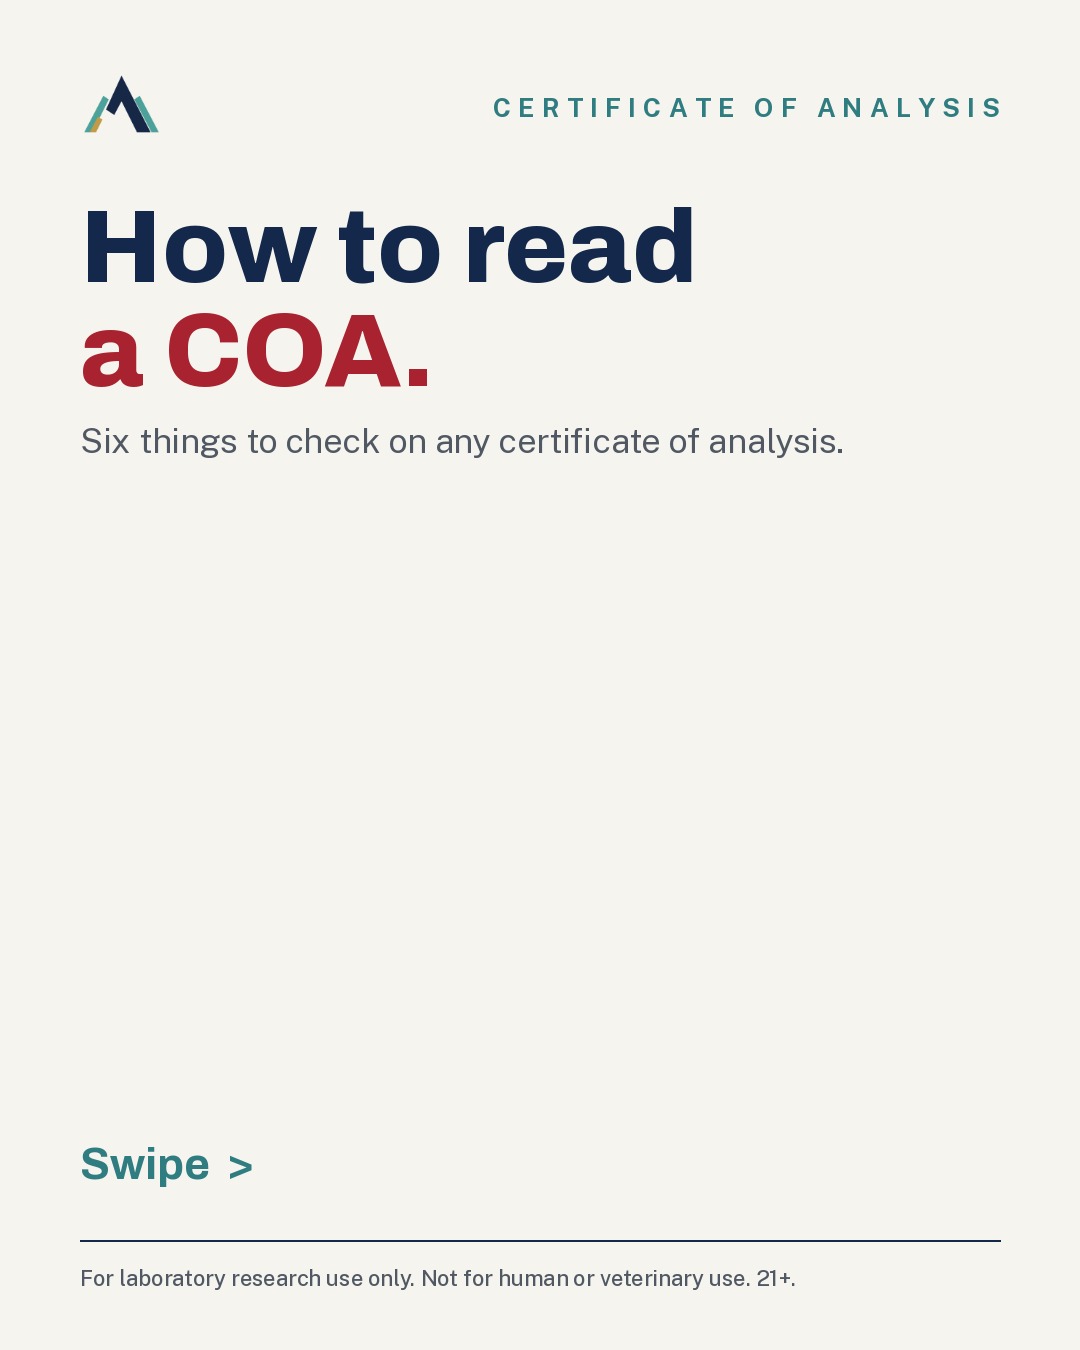 CERTIFICATE OF ANALYSIS
How to read
a COA.
Six things to check on any certificate of analysis.
Swipe >
For laboratory research use only. Not for human or veterinary use. 21+.